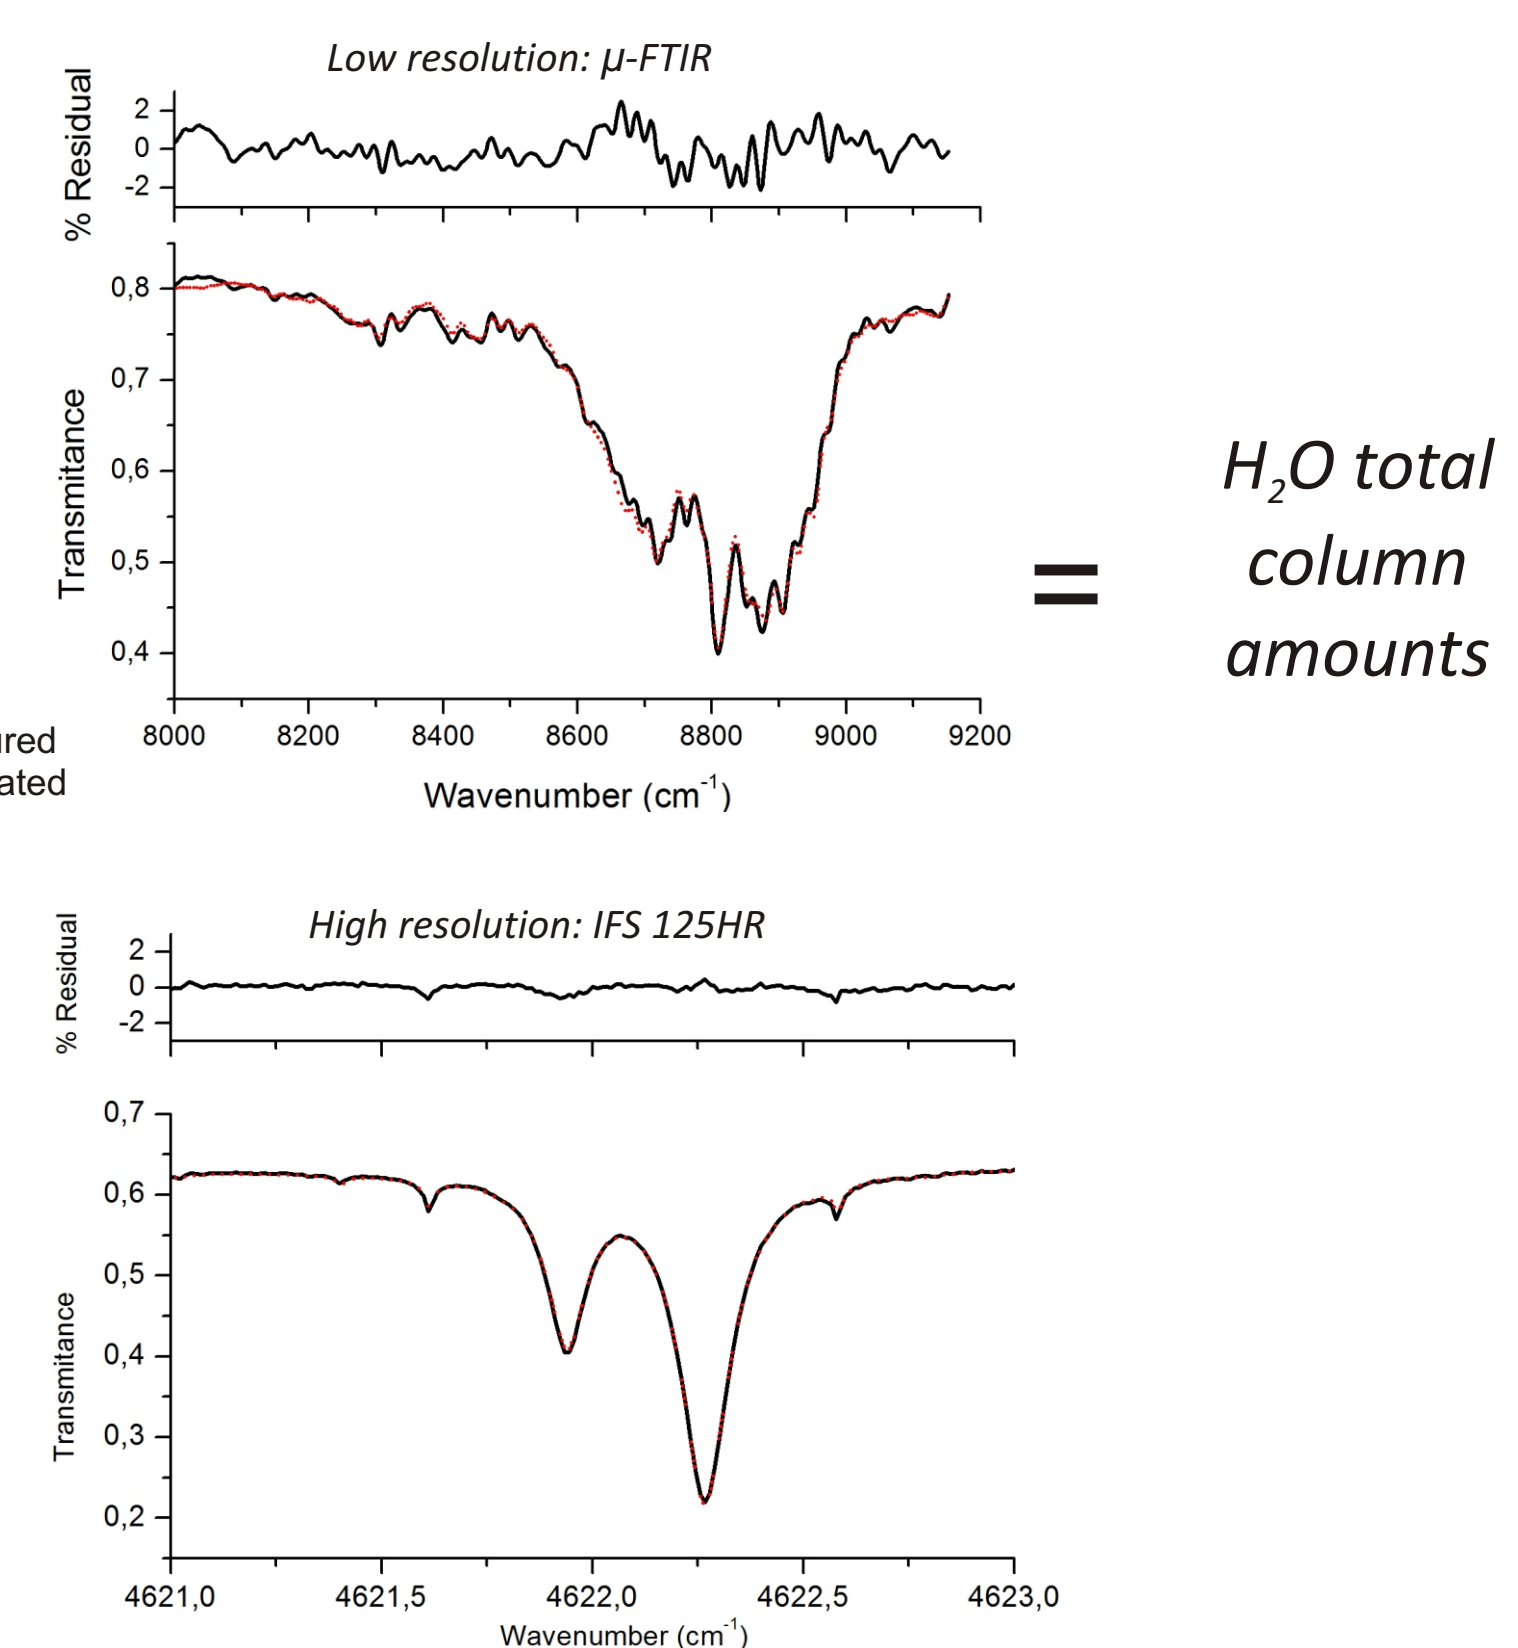 Low resolution: µ-FTIR
% Residual
2
0
-2
Transmitance
0,8
0,7
0,6
0,5
0,4
8000 8200 8400 8600 8800 9000 9200
Wavenumber (cm-1)
ured
ated
=
H2O total
column
amounts
High resolution: IFS 125HR
% Residual
2
0
-2
Transmitance
0,7
0,6
0,5
0,4
0,3
0,2
4621,0 4621,5 4622,0 4622,5 4623,0
Wavenumber (cm-1)